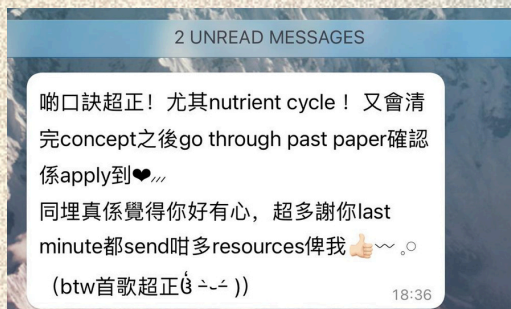 2 UNREAD MESSAGES
啲口訣超正！尤其nutrient cycle！又會清
完concept之後go through past paper確認
係apply到❤︎,,,
同埋真係覺得你好有心，超多謝你last
minute都send咁多resources俾我👍🏻〰 .○
（btw首歌超正 ))
18:36